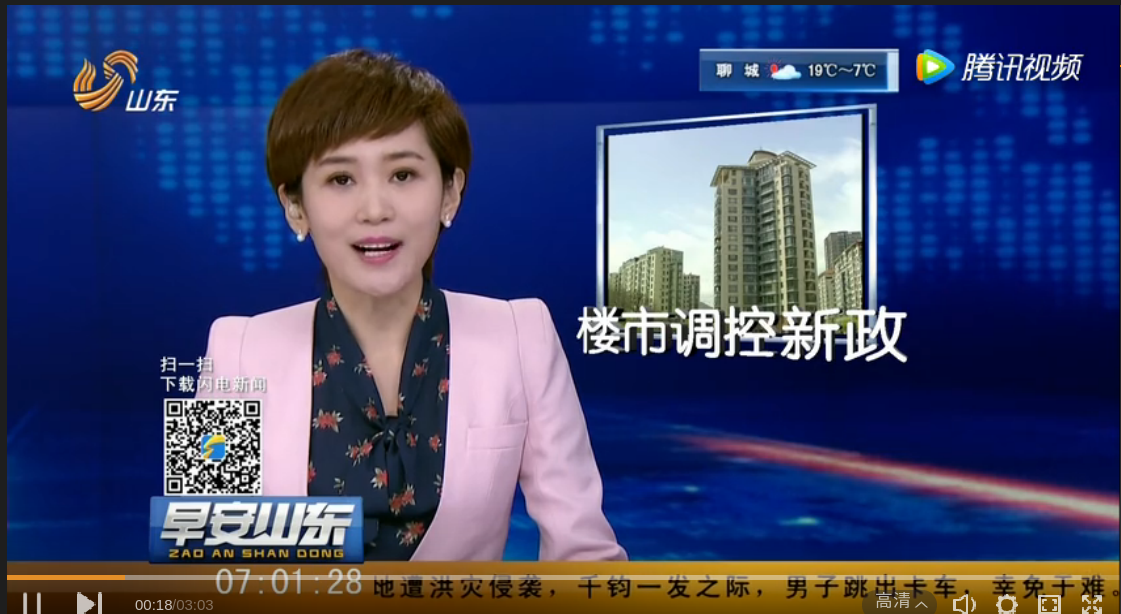 山东
聊城 19℃~7℃
腾讯视频
楼市调控新政
扫一扫
下载闪电新闻
早安山东
ZAO AN SHAN DONG
07:01:28
地遭洪灾侵袭，千钧一发之际，男子跳出卡车，幸免于难。
00:18/03:03
高清